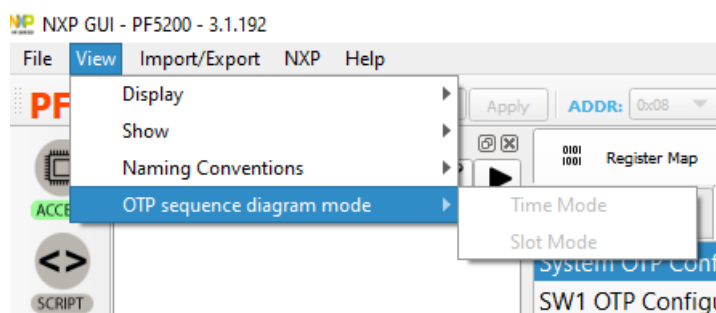 NXP GUI - PF5200 - 3.1.192
File View Import/Export NXP Help
PF
Display
Show
Naming Conventions
OTP sequence diagram mode
Time Mode
Slot Mode
Apply
ADDR: 0x08
0101
1001
Register Map
ACCE
SCRIPT
System OTP Conf
SW1 OTP Configu